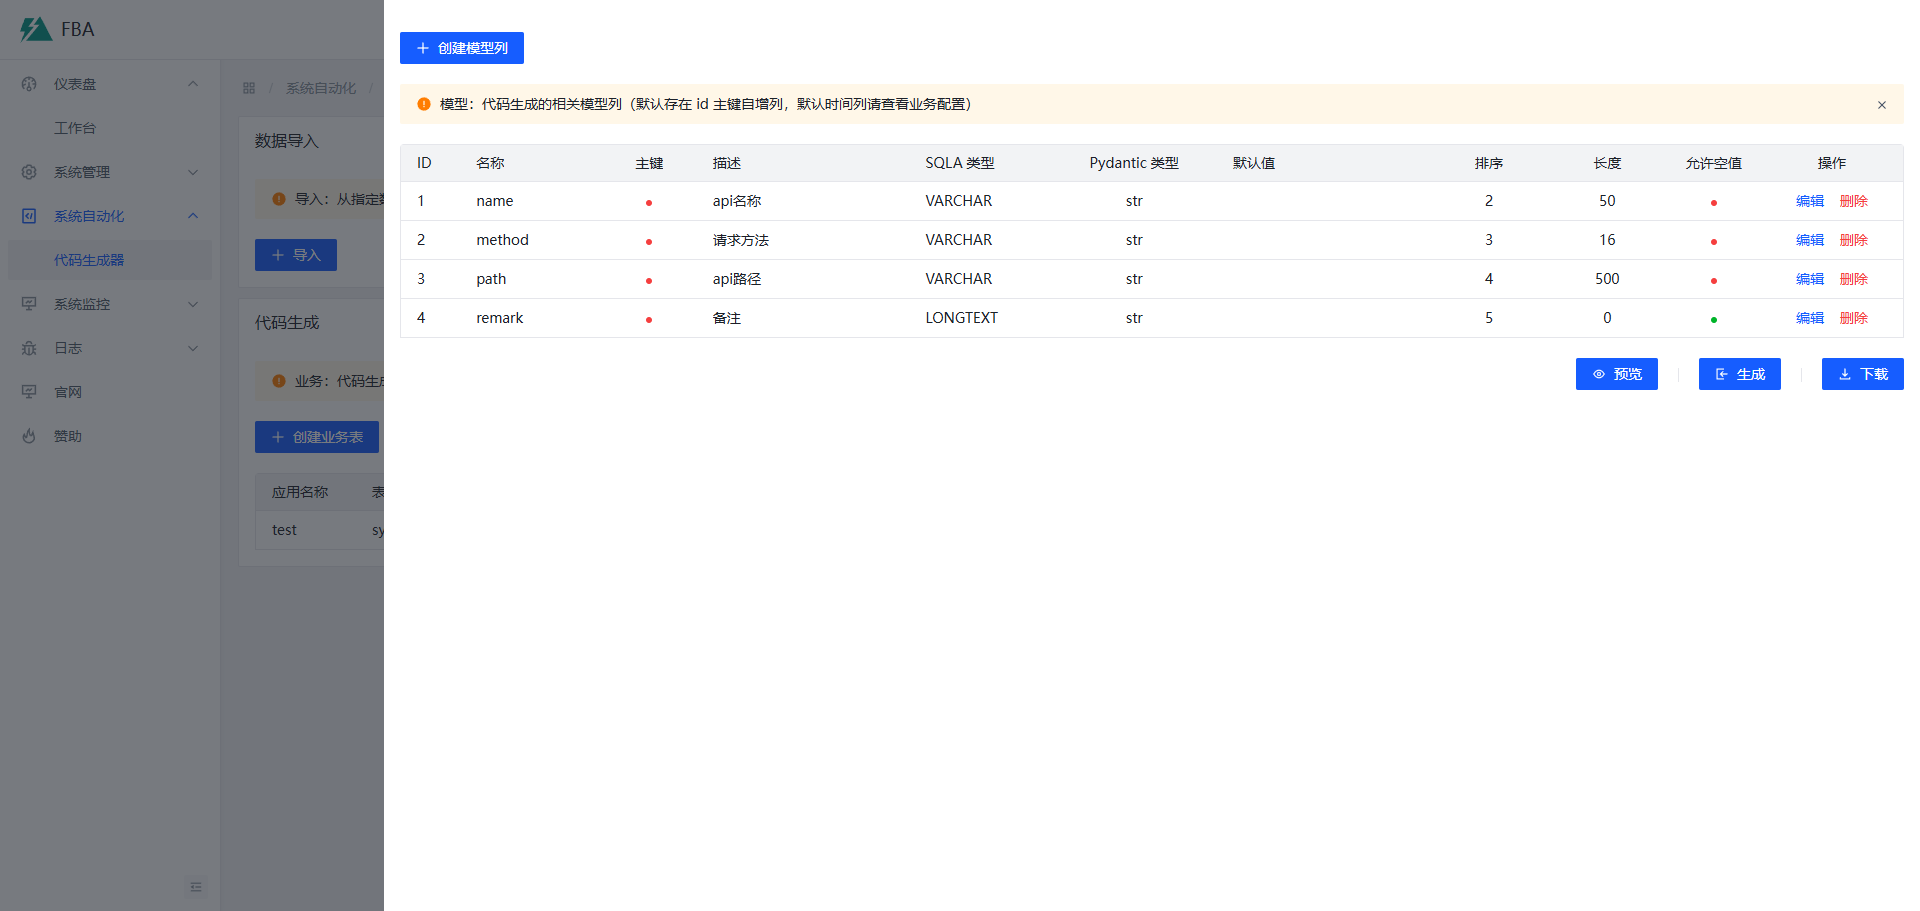 FBA
仪表盘
工作台
系统管理
系统自动化
代码生成器
系统监控
日志
官网
赞助
/ 系统自动化 /
数据导入
导入：从指定
导入
代码生成
业务：代码生
创建业务表
应用名称 表
test sy
创建模型列
模型：代码生成的相关模型列（默认存在 id 主键自增列，默认时间列请查看业务配置）
ID 名称 主键 描述 SQLA 类型 Pydantic 类型 默认值 排序 长度 允许空值 操作
1 name api名称 VARCHAR str 2 50 编辑 删除
2 method 请求方法 VARCHAR str 3 16 编辑 删除
3 path api路径 VARCHAR str 4 500 编辑 删除
4 remark 备注 LONGTEXT str 5 0 编辑 删除
预览 生成 下载